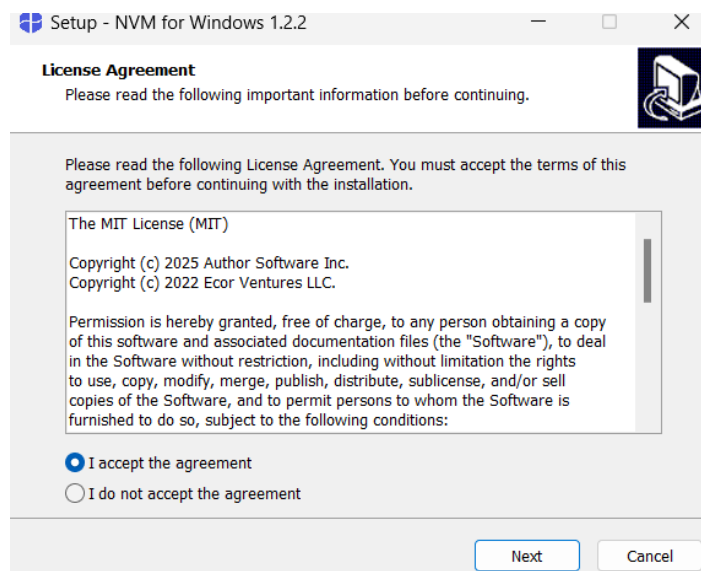 Setup - NVM for Windows 1.2.2
License Agreement
Please read the following important information before continuing.
Please read the following License Agreement. You must accept the terms of this
agreement before continuing with the installation.
The MIT License (MIT)
Copyright (c) 2025 Author Software Inc.
Copyright (c) 2022 Ecor Ventures LLC.
Permission is hereby granted, free of charge, to any person obtaining a copy
of this software and associated documentation files (the "Software"), to deal
in the Software without restriction, including without limitation the rights
to use, copy, modify, merge, publish, distribute, sublicense, and/or sell
copies of the Software, and to permit persons to whom the Software is
furnished to do so, subject to the following conditions:
I accept the agreement
I do not accept the agreement
Next
Cancel